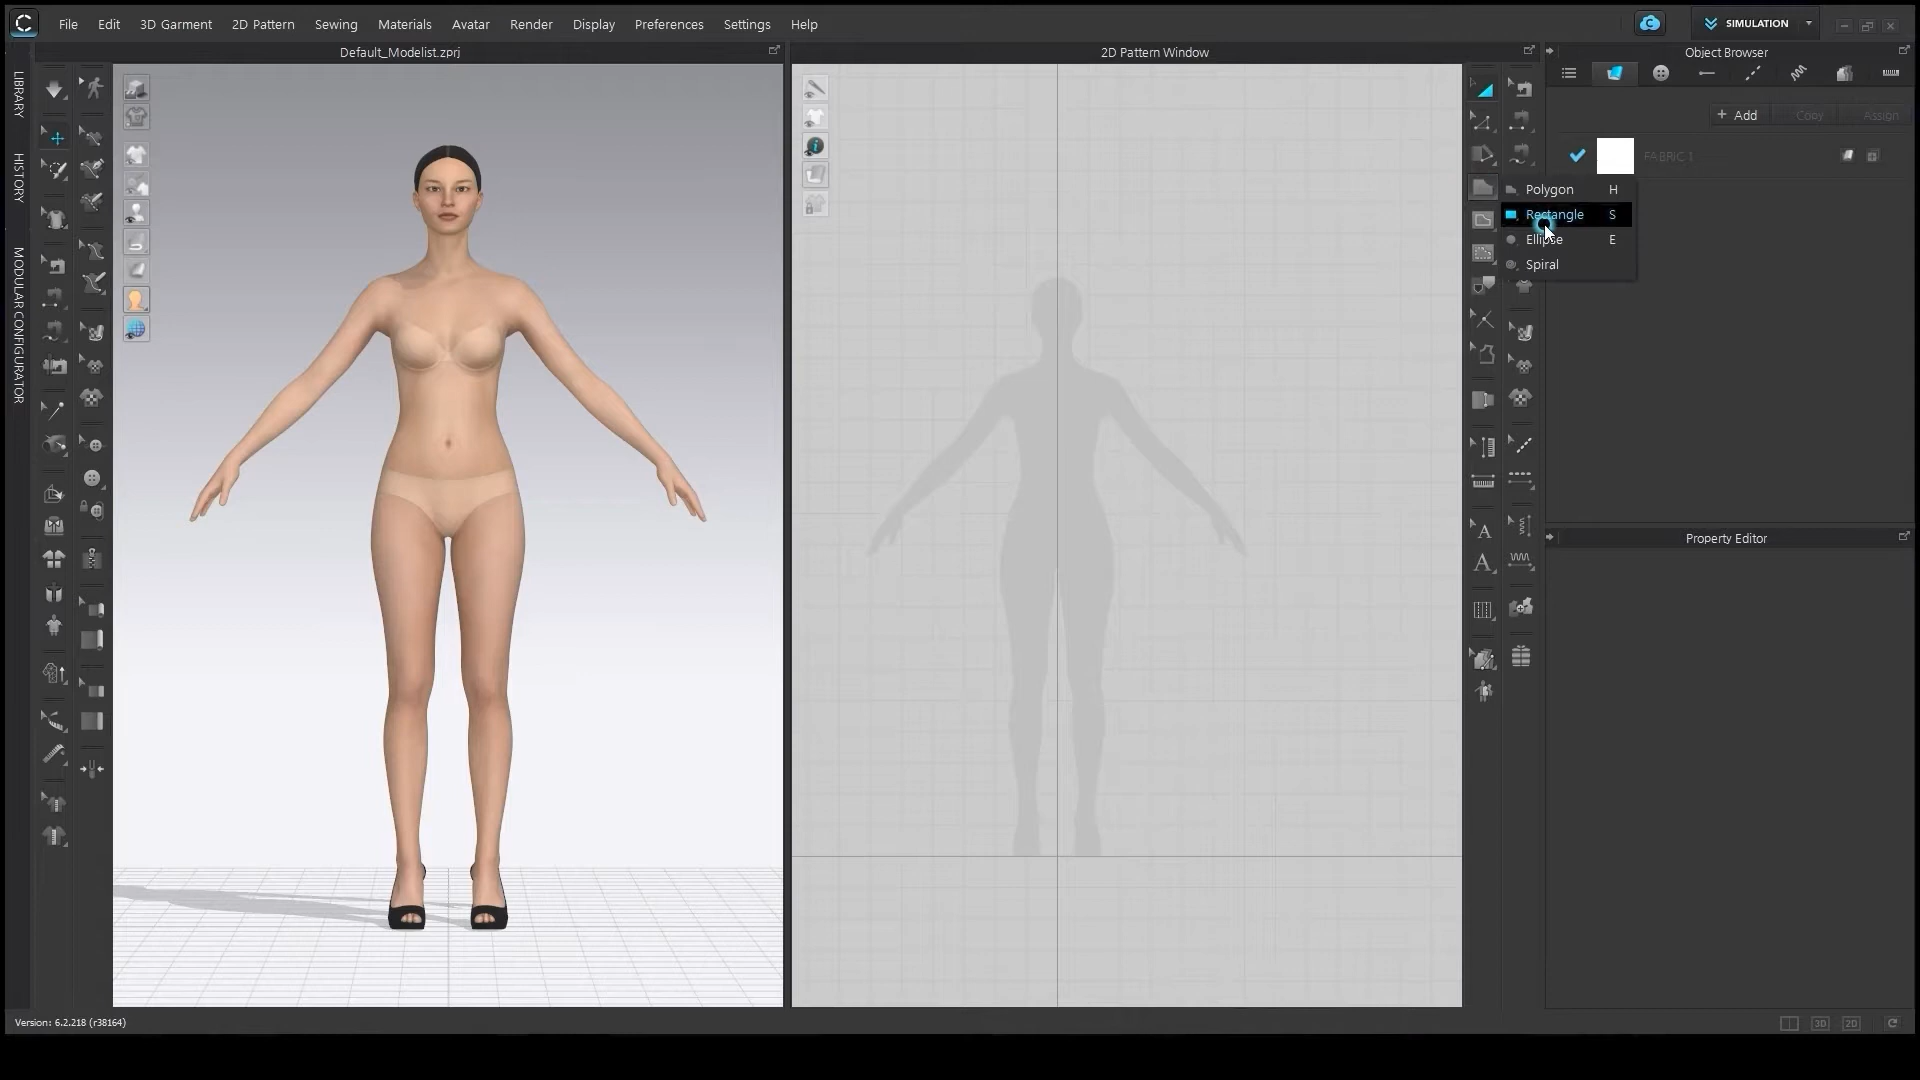 File Edit 3D Garment 2D Pattern Sewing Materials Avatar Render Display Preferences Settings Help
SIMULATION
Default_Modelist.zprj
2D Pattern Window
Object Browser
LIBRARY
HISTORY
MODULAR CONFIGURATOR
+ Add
Copy
Assign
FABRIC 1
Polygon H
Rectangle S
Ellipse E
Spiral
A
A
Property Editor
Version: 6.2.218 (r38164)
3D
2D